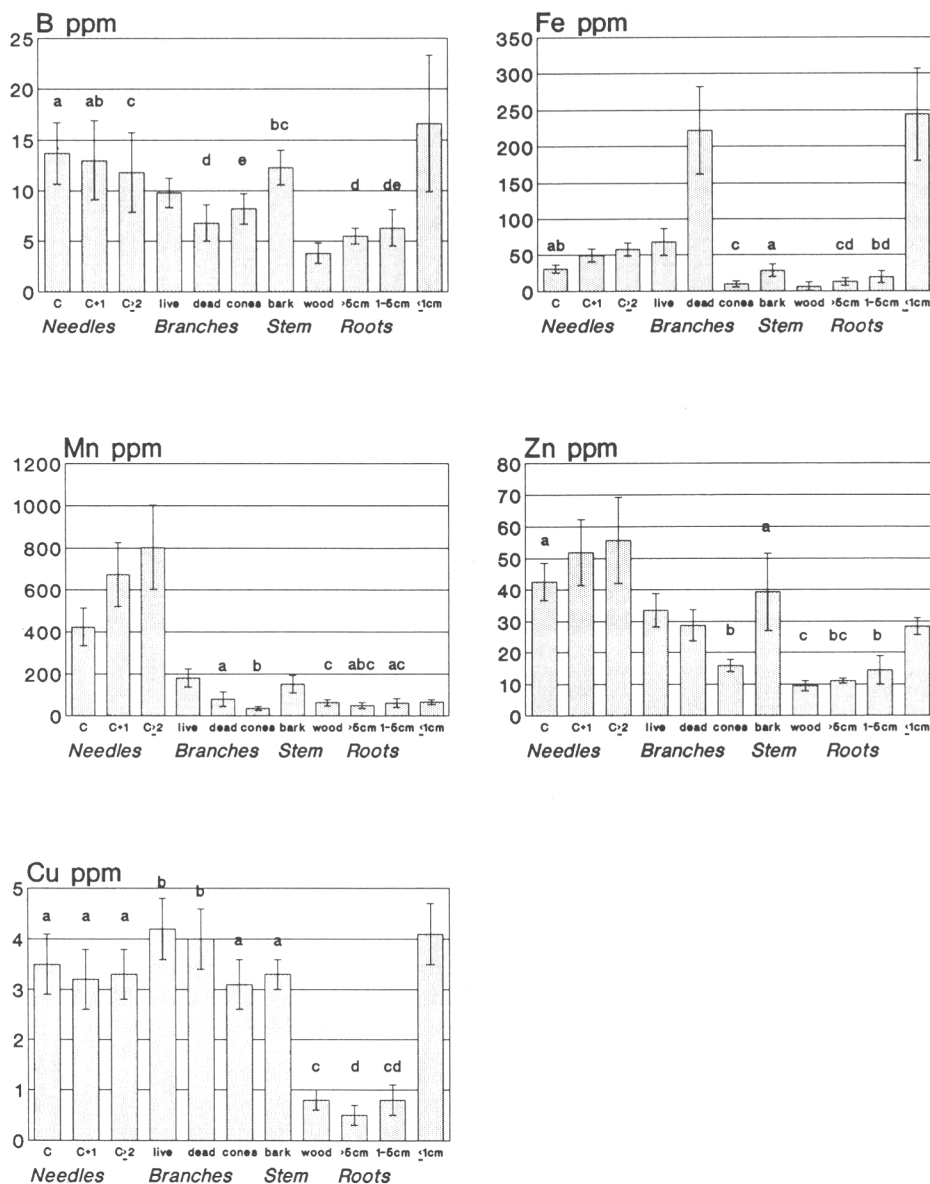 B ppm
25
20
15
10
5
0
a ab c d e bc d de
C C+1 C≥2 live dead cones bark wood >5cm 1-5cm ≤1cm
Needles Branches Stem Roots
Fe ppm
350
300
250
200
150
100
50
0
ab c a cd bd
C C+1 C≥2 live dead cones bark wood >5cm 1-5cm ≤1cm
Needles Branches Stem Roots
Mn ppm
1200
1000
800
600
400
200
0
a b c abc ac
C C+1 C≥2 live dead cones bark wood >5cm 1-5cm ≤1cm
Needles Branches Stem Roots
Zn ppm
80
70
60
50
40
30
20
10
0
a b a c bc b
C C+1 C≥2 live dead cones bark wood >5cm 1-5cm ≤1cm
Needles Branches Stem Roots
Cu ppm
5
4
3
2
1
0
a a a b b a a c d cd
C C+1 C≥2 live dead cones bark wood >5cm 1-5cm ≤1cm
Needles Branches Stem Roots